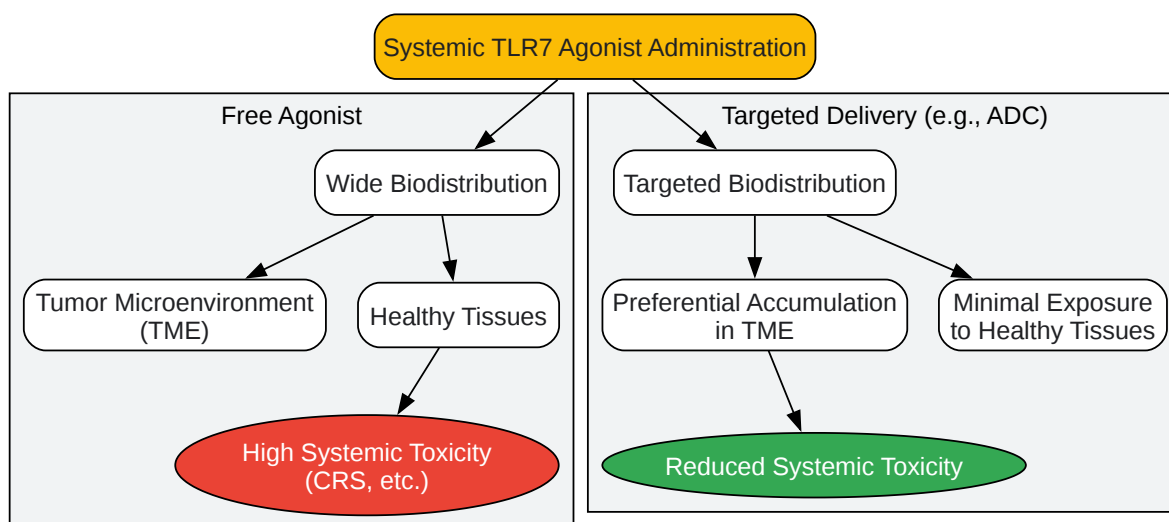 Systemic TLR7 Agonist Administration
Free Agonist
Wide Biodistribution
Tumor Microenvironment
(TME)
Healthy Tissues
High Systemic Toxicity
(CRS, etc.)
Targeted Delivery (e.g., ADC)
Targeted Biodistribution
Preferential Accumulation
in TME
Minimal Exposure
to Healthy Tissues
Reduced Systemic Toxicity